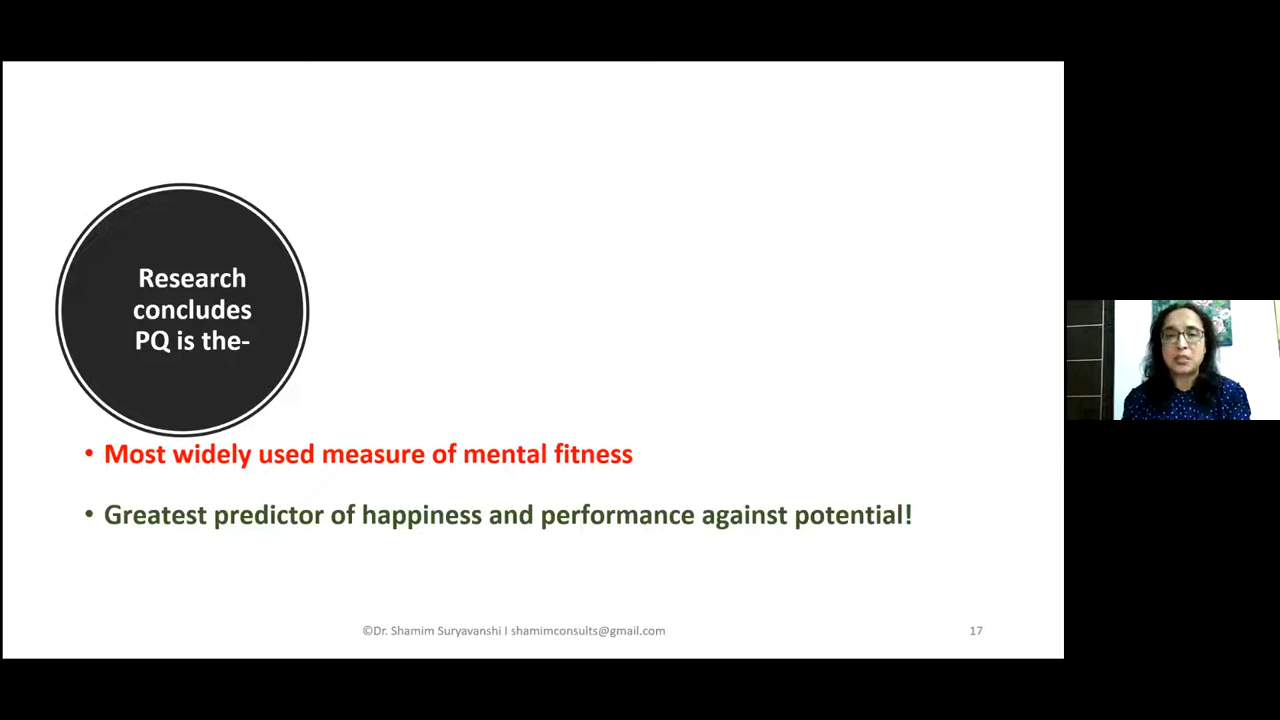 Research
concludes
PQ is the-
• Most widely used measure of mental fitness
• Greatest predictor of happiness and performance against potential!
©Dr. Shamim Suryavanshi I shamimconsults@gmail.com
17